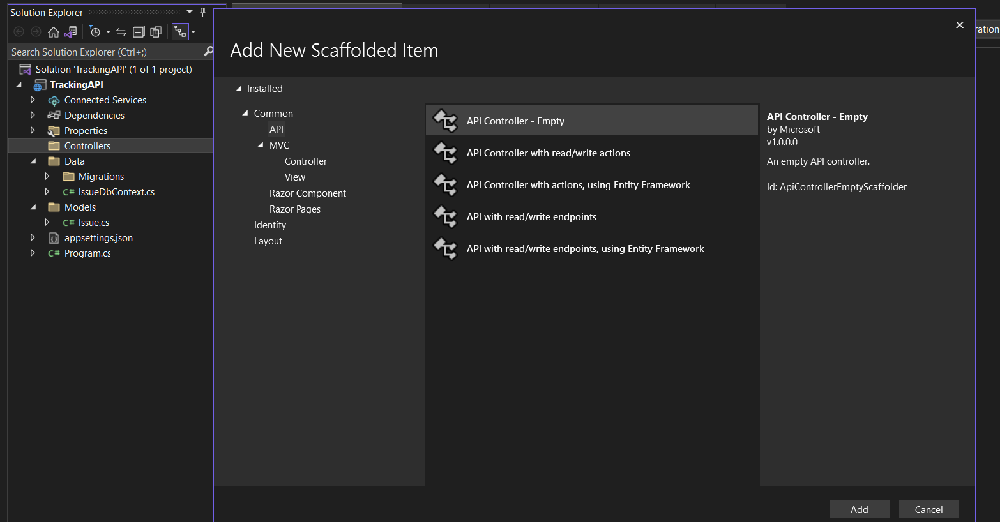 Solution Explorer
Search Solution Explorer (Ctrl+;)
Solution 'TrackingAPI' (1 of 1 project)
TrackingAPI
Connected Services
Dependencies
Properties
Controllers
Data
Migrations
C# IssueDbContext.cs
Models
C# Issue.cs
appsettings.json
C# Program.cs
Add New Scaffolded Item
Installed
Common
API
MVC
Controller
View
Razor Component
Razor Pages
Identity
Layout
API Controller - Empty
API Controller with read/write actions
API Controller with actions, using Entity Framework
API with read/write endpoints
API with read/write endpoints, using Entity Framework
API Controller - Empty
by Microsoft
v1.0.0.0
An empty API controller.
Id: ApiControllerEmptyScaffolder
Add
Cancel